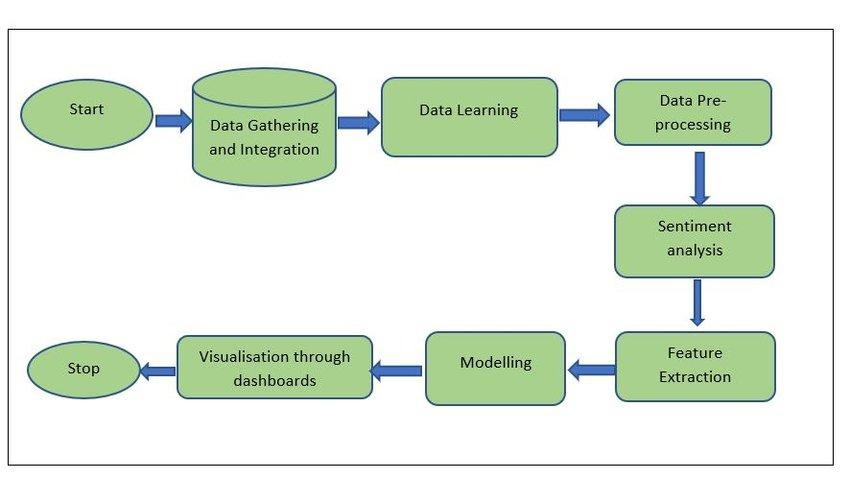 Start
Data Gathering
and Integration
Data Learning
Data Pre-
processing
Sentiment
analysis
Feature
Extraction
Modelling
Visualisation through
dashboards
Stop